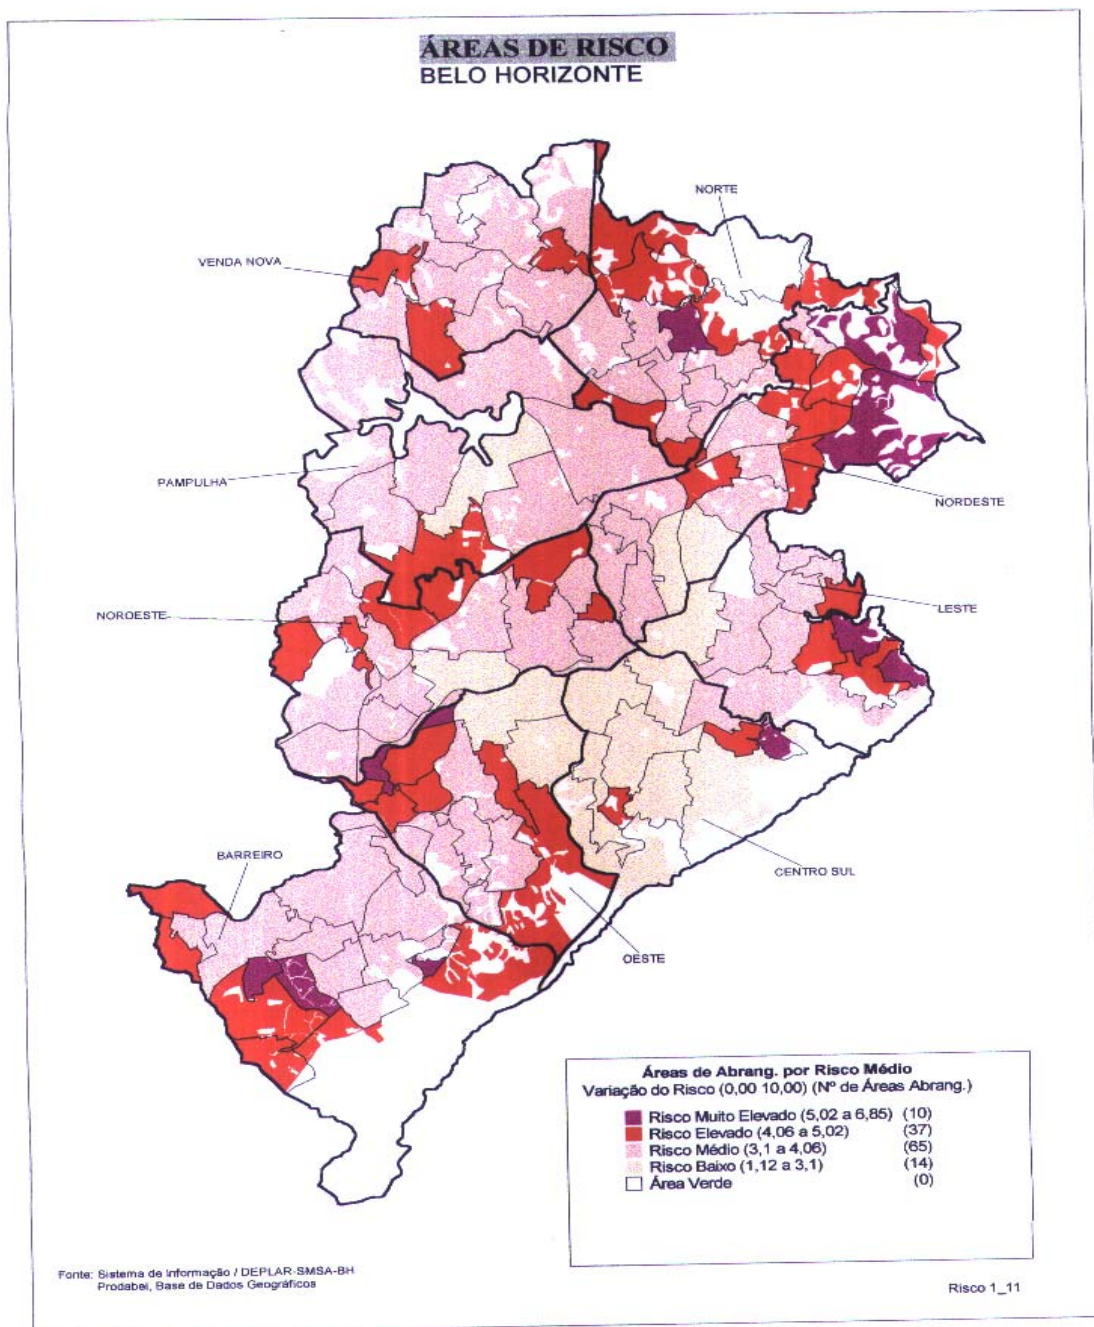 ÁREAS DE RISCO
BELO HORIZONTE
NORTE
VENDA NOVA
PAMPULHA
NORDESTE
NOROESTE
LESTE
BARREIRO
CENTRO SUL
OESTE
Áreas de Abrang. por Risco Médio
Variação do Risco (0,00 10,00) (Nº de Áreas Abrang.)
Risco Muito Elevado (5,02 a 6,85) (10)
Risco Elevado (4,06 a 5,02) (37)
Risco Médio (3,1 a 4,06) (65)
Risco Baixo (1,12 a 3,1) (14)
Área Verde (0)
Fonte: Sistema de Informação / DEPLAR-SMSA-BH
Prodabel, Base de Dados Geográficos
Risco 1_11